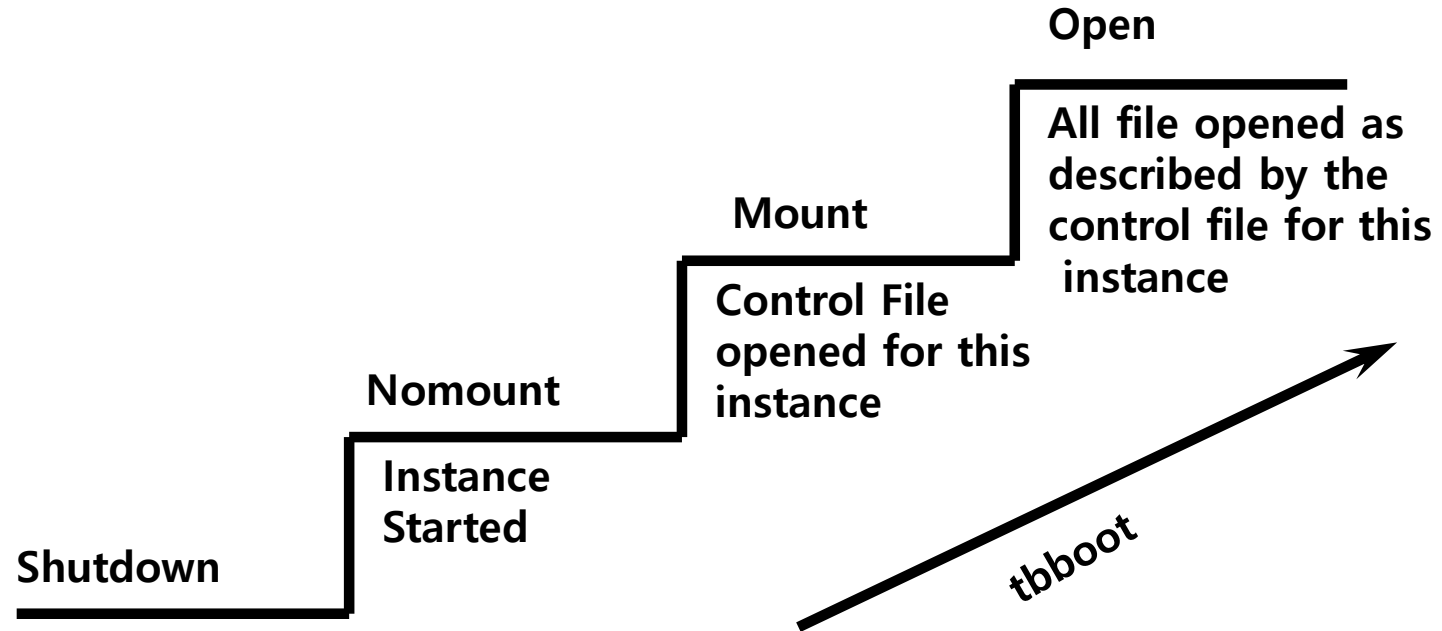 Open
All file opened as
described by the
control file for this
instance
Mount
Control File
opened for this
instance
Nomount
Instance
Started
Shutdown
tbboot